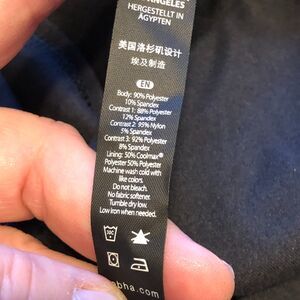 ANGELES
HERGESTELLT IN
ÄGYPTEN
美国洛杉矶设计
埃及制造
EN
Body: 90% Polyester
10% Spandex
Contrast 1: 88% Polyester
12% Spandex
Contrast 2: 95% Nylon
5% Spandex
Contrast 3: 92% Polyester
8% Spandex
Lining: 50% Coolmax®
Polyester 50% Polyester
Machine wash cold with
like colors.
Do not bleach.
No fabric softener.
Tumble dry low.
Low iron when needed.
bha.com